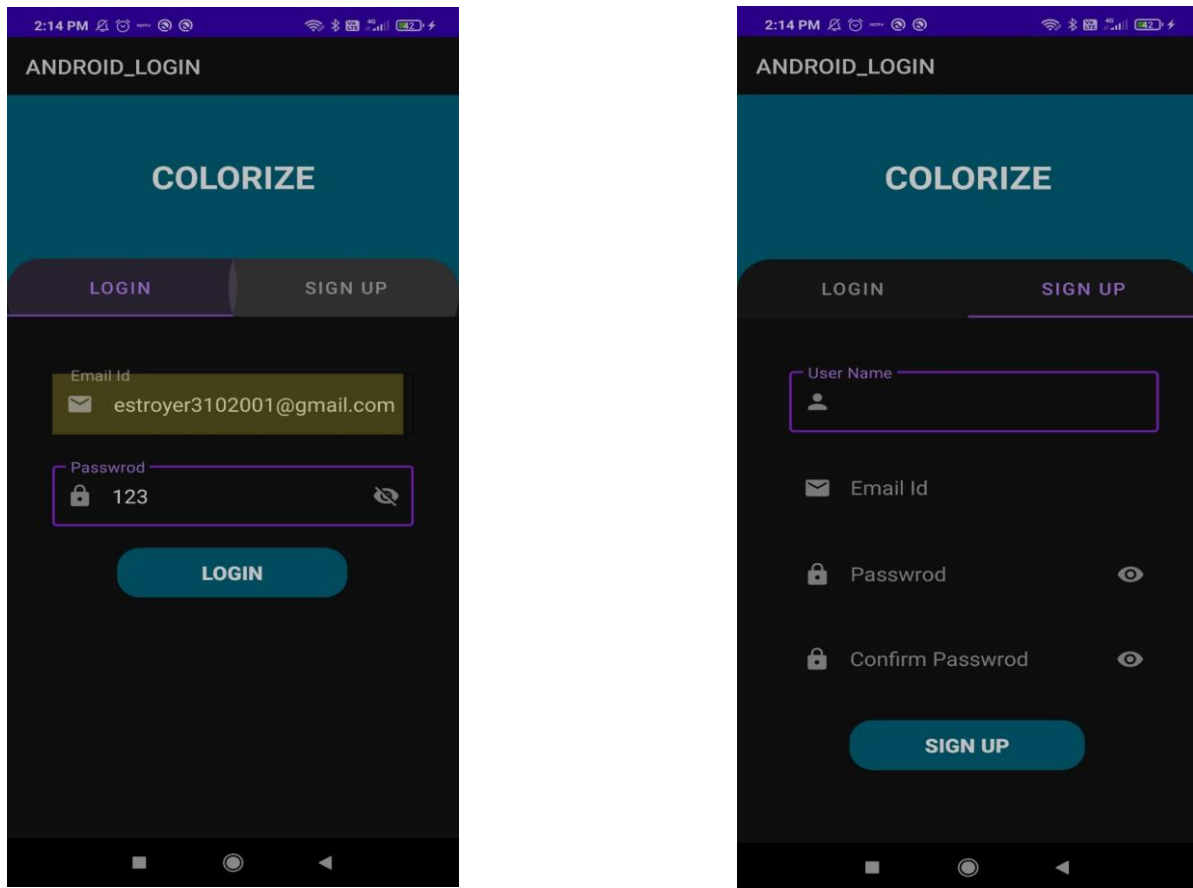 2:14 PM
42
ANDROID_LOGIN
COLORIZE
LOGIN SIGN UP
Email Id
estroyer3102001@gmail.com
Passwrod
123
LOGIN
2:14 PM
4G
42
ANDROID_LOGIN
COLORIZE
LOGIN SIGN UP
User Name
Email Id
Passwrod
Confirm Passwrod
SIGN UP